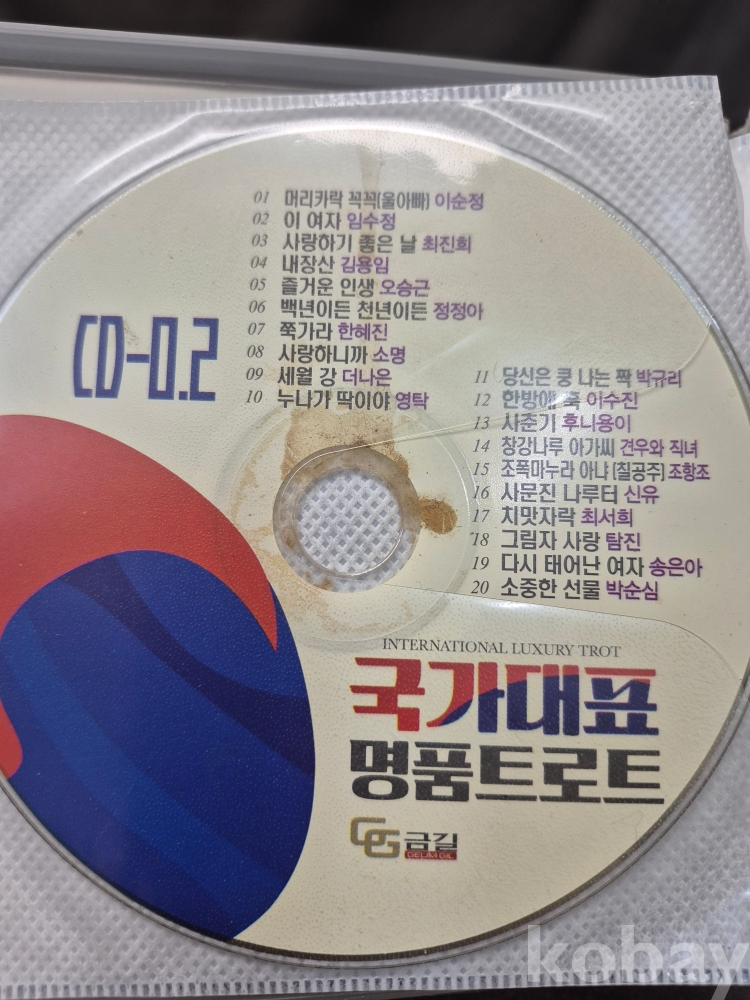 CD-0.2
01 머리카락 꼭꼭(울아빠) 이순정
02 이 여자 임수정
03 사랑하기 좋은 날 최진희
04 내장산 김용임
05 즐거운 인생 오승근
06 백년이든 천년이든 정정아
07 쭉가라 한혜진
08 사랑하니까 소명
09 세월 강 더나은
10 누나가 딱이야 영탁
11 당신은 쿵 나는 짝 박규리
12 한방에 훅 이수진
13 사춘기 후니용이
14 창강나루 아가씨 견우와 직녀
15 조폭마누라 아냐 [칠공주] 조항조
16 사문진 나루터 신유
17 치맛자락 최서희
18 그림자 사랑 탐진
19 다시 태어난 여자 송은아
20 소중한 선물 박순심
INTERNATIONAL LUXURY TROT
국가대표
명품트로트
GG 금길
GEUM GIL
kobay